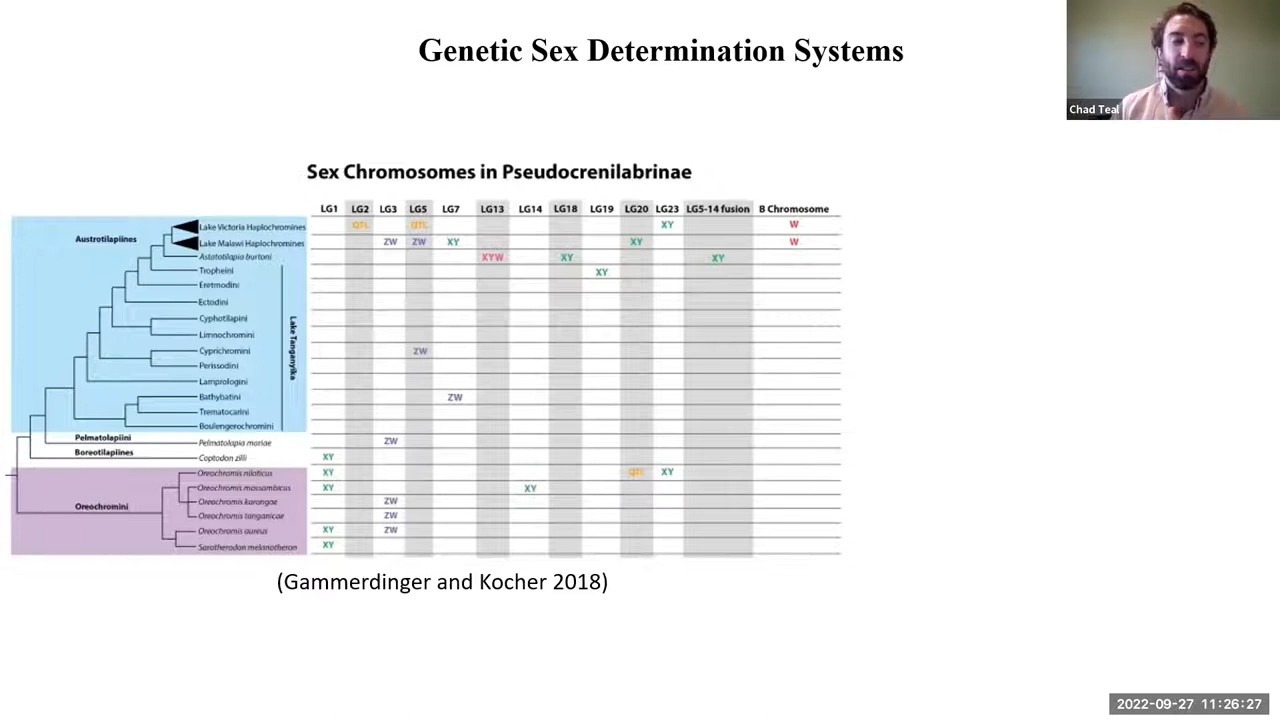 Genetic Sex Determination Systems
Chad Teal
Sex Chromosomes in Pseudocrenilabrinae
LG1 LG2 LG3 LG5 LG7 LG13 LG14 LG18 LG19 LG20 LG23 LG5-14 fusion B Chromosome
Austrotilapiines
Lake Victoria Haplochromines QTL QTL XY W
Lake Malawi Haplochromines ZW ZW XY XY W
Astatotilapia burtoni XYW XY XY
Tropheini XY
Eretmodini
Ectodini
Cyphotilapini
Limnochromini
Cyprichromini ZW
Perissodini
Lamprologini
Bathybatini ZW
Trematocarini
Boulengerochromini
Lake Tanganyika
Pelmatolapiini
Pelmatolapia mariae ZW
Boreotilapiines
Coptodon zilli XY
Oreochromini
Oreochromis niloticus XY QTL XY
Oreochromis mossambicus XY XY
Oreochromis karongae ZW
Oreochromis tanganicae ZW
Oreochromis aureus XY ZW
Sarotherodon melanotheron XY
(Gammerdinger and Kocher 2018)
2022-09-27 11:26:27